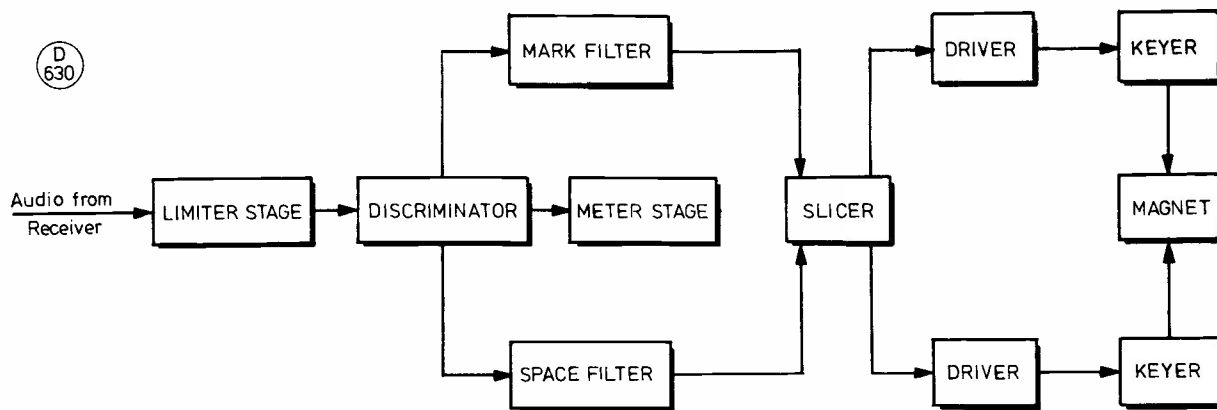 D
630
MARK FILTER
DRIVER
KEYER
Audio from
Receiver
LIMITER STAGE
DISCRIMINATOR
METER STAGE
SLICER
MAGNET
SPACE FILTER
DRIVER
KEYER